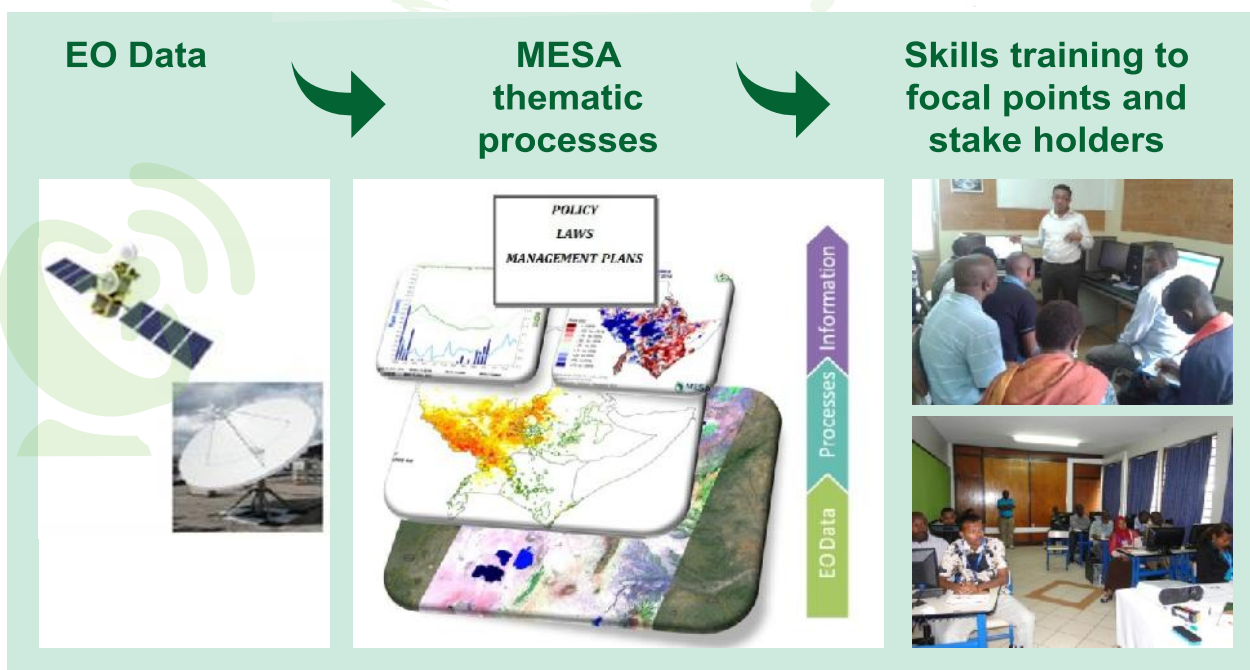 EO Data
MESA
thematic
processes
Skills training to
focal points and
stake holders
POLICY
LAWS
MANAGEMENT PLANS
MESA
Information
Processes
EO Data